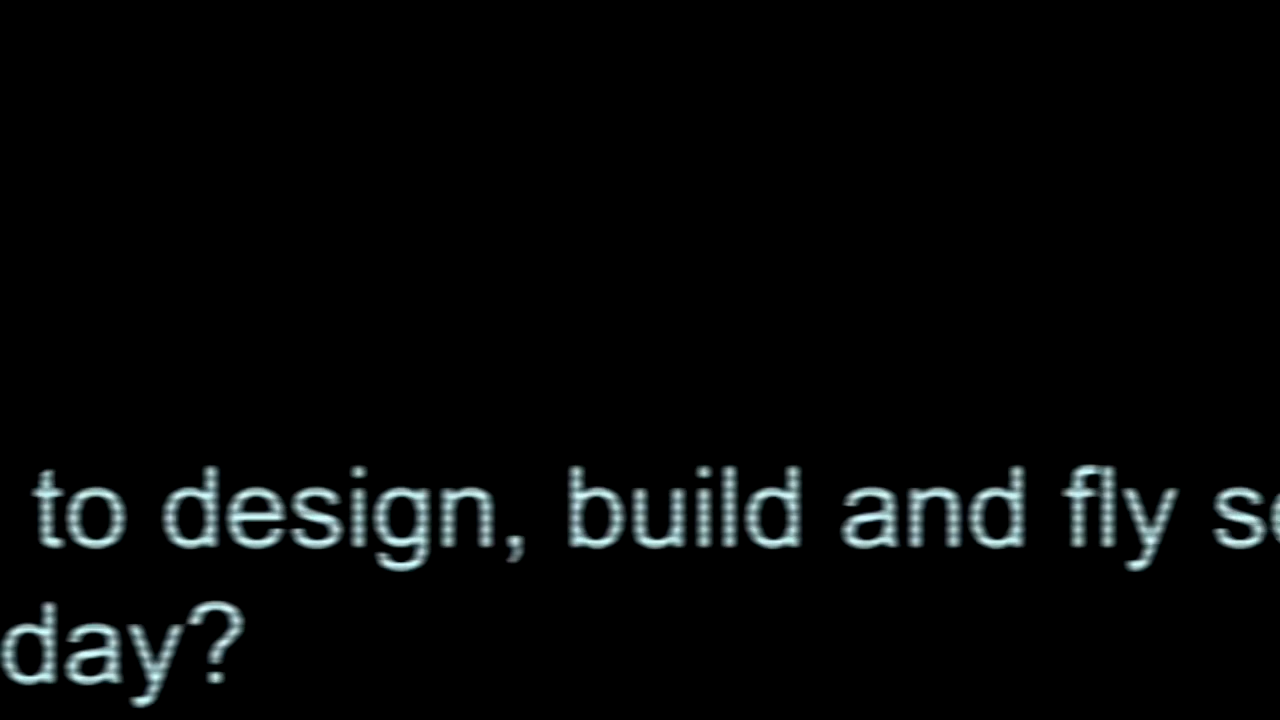 to design, build and fly
day?